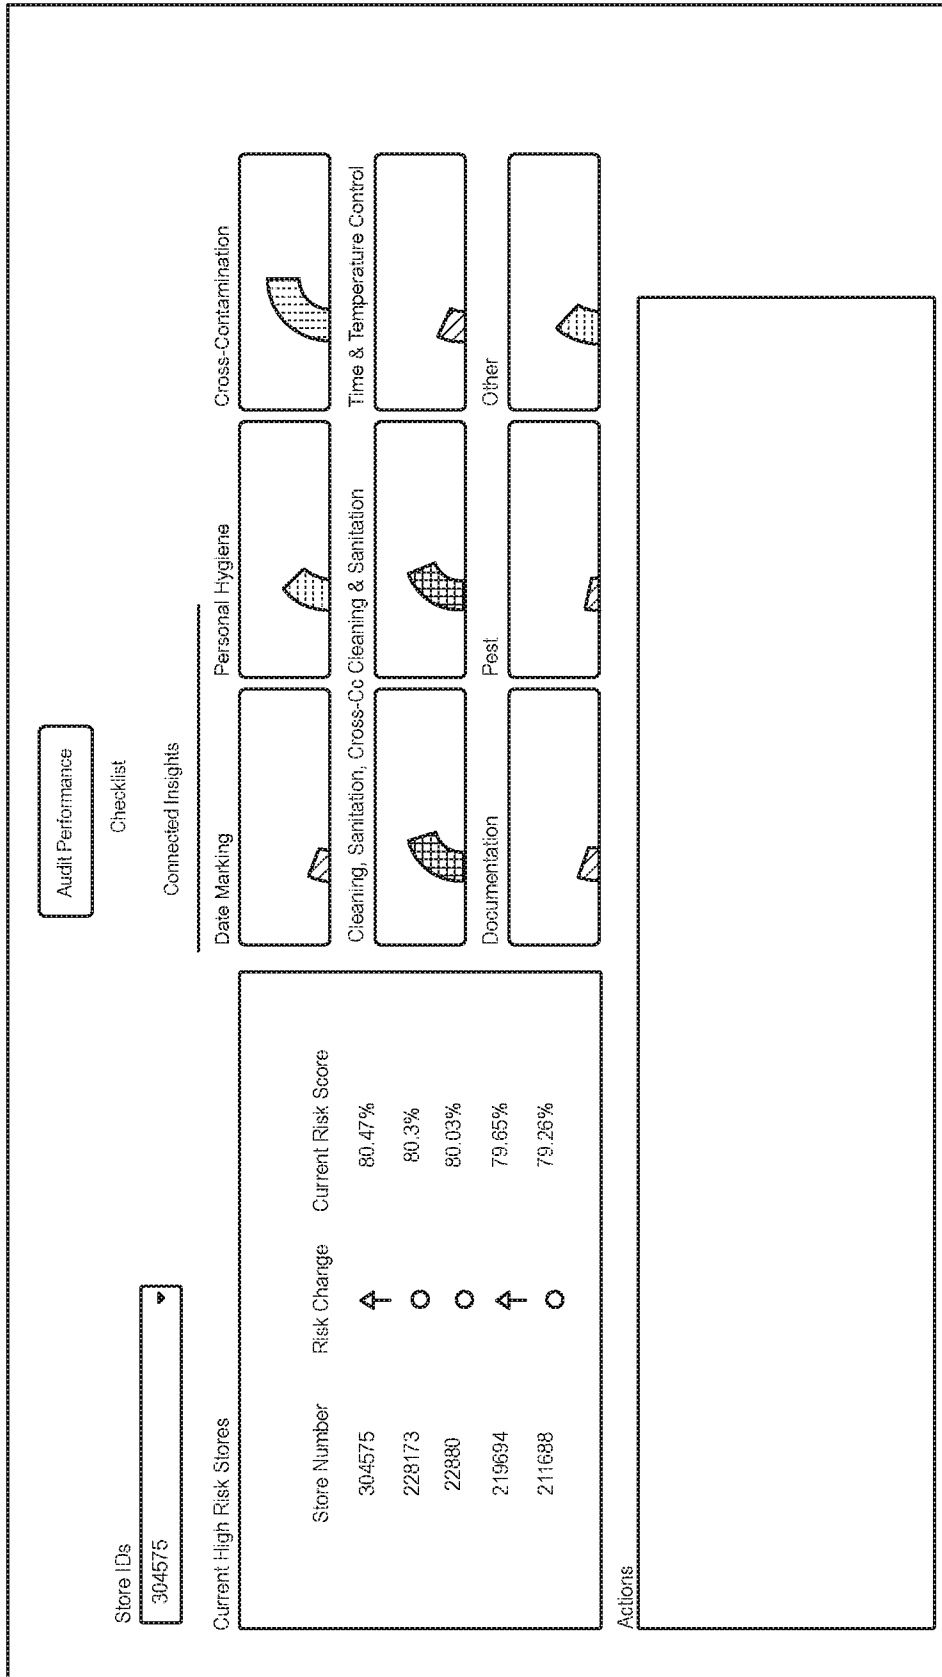 Audit Performance
Checklist
Connected Insights
Store IDs
304575
Current High Risk Stores
Store Number Risk Change Current Risk Score
304575 80.47%
228173 80.3%
22880 80.03%
219694 79.65%
211688 79.26%
Date Marking Personal Hygiene Cross-Contamination
Cleaning, Sanitation, Cross-Cc Cleaning & Sanitation Time & Temperature Control
Documentation Pest Other
Actions